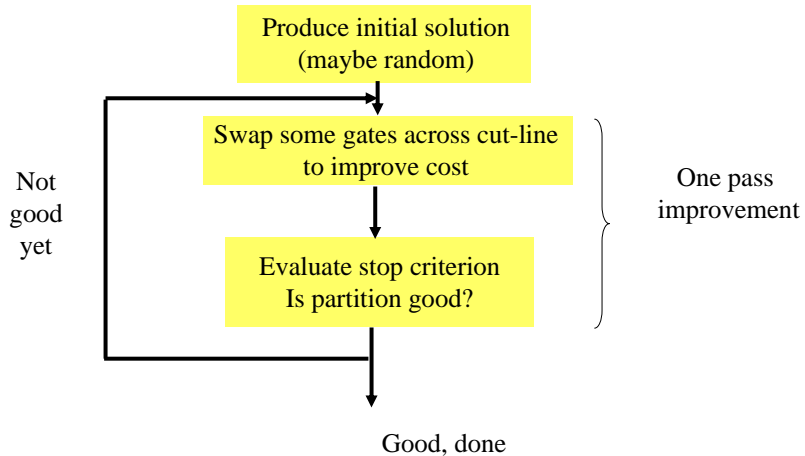 Produce initial solution
(maybe random)
Swap some gates across cut-line
to improve cost
Not
good
yet
One pass
improvement
Evaluate stop criterion
Is partition good?
Good, done